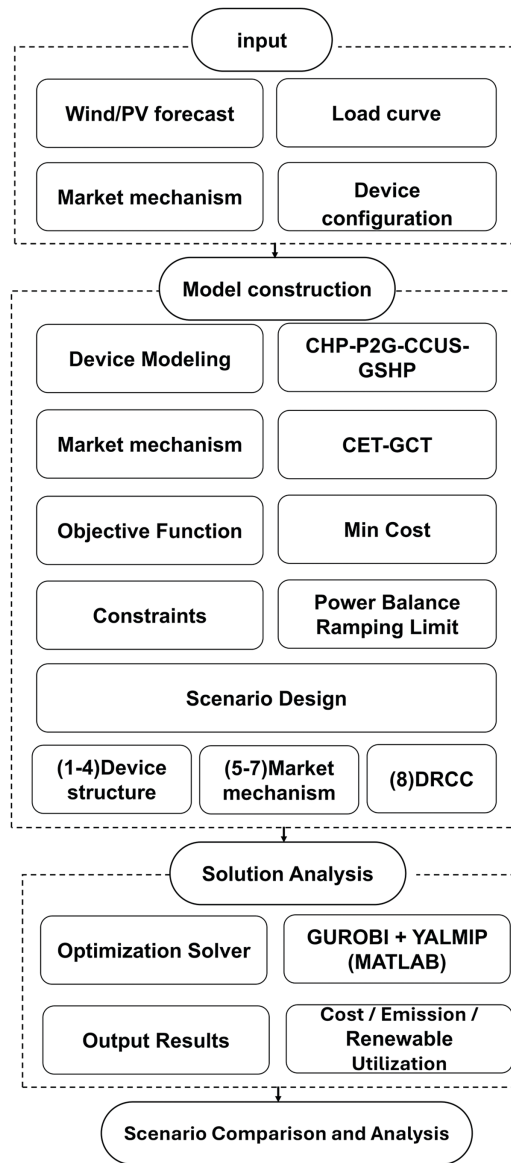 input
Wind/PV forecast
Load curve
Market mechanism
Device
configuration
Model construction
Device Modeling
CHP-P2G-CCUS-
GSHP
Market mechanism
CET-GCT
Objective Function
Min Cost
Constraints
Power Balance
Ramping Limit
Scenario Design
(1-4)Device
structure
(5-7)Market
mechanism
(8)DRCC
Solution Analysis
Optimization Solver
GUROBI + YALMIP
(MATLAB)
Output Results
Cost / Emission /
Renewable
Utilization
Scenario Comparison and Analysis